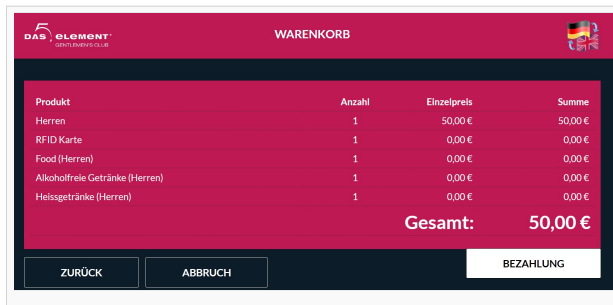 DAS 5. ELEMENT
GENTLEMEN'S CLUB
WARENKORB
Produkt Anzahl Einzelpreis Summe
Herren 1 50,00 € 50,00 €
RFID Karte 1 0,00 € 0,00 €
Food (Herren) 1 0,00 € 0,00 €
Alkoholfreie Getränke (Herren) 1 0,00 € 0,00 €
Heissgetränke (Herren) 1 0,00 € 0,00 €
Gesamt: 50,00 €
ZURÜCK ABBRUCH BEZAHLUNG